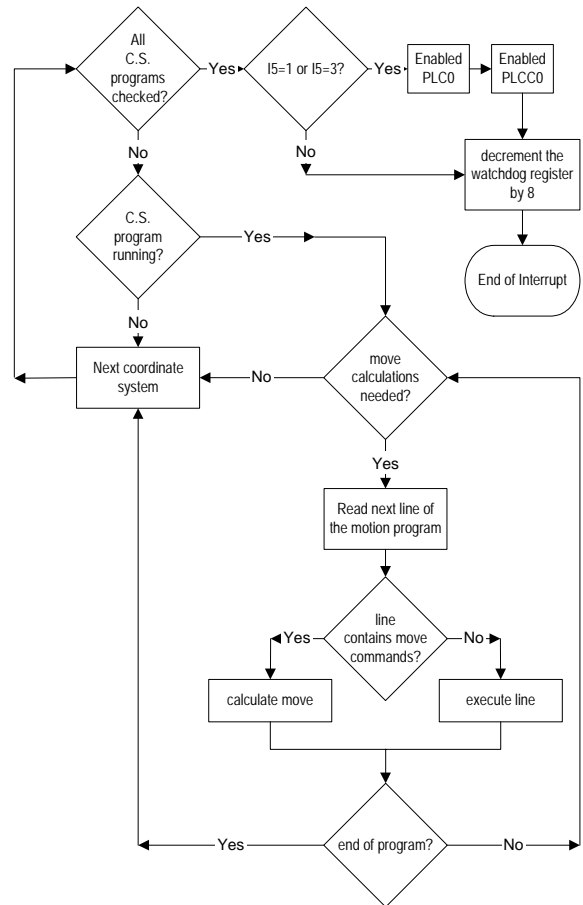 All
C.S.
programs
checked?
Yes
I5=1 or I5=3?
Yes
Enabled
PLC0
Enabled
PLCC0
No
No
decrement the
watchdog register
by 8
C.S.
program
running?
Yes
End of Interrupt
No
Next coordinate
system
No
move
calculations
needed?
Yes
Read next line of
the motion program
line
contains move
commands?
Yes
No
calculate move
execute line
end of program?
Yes
No